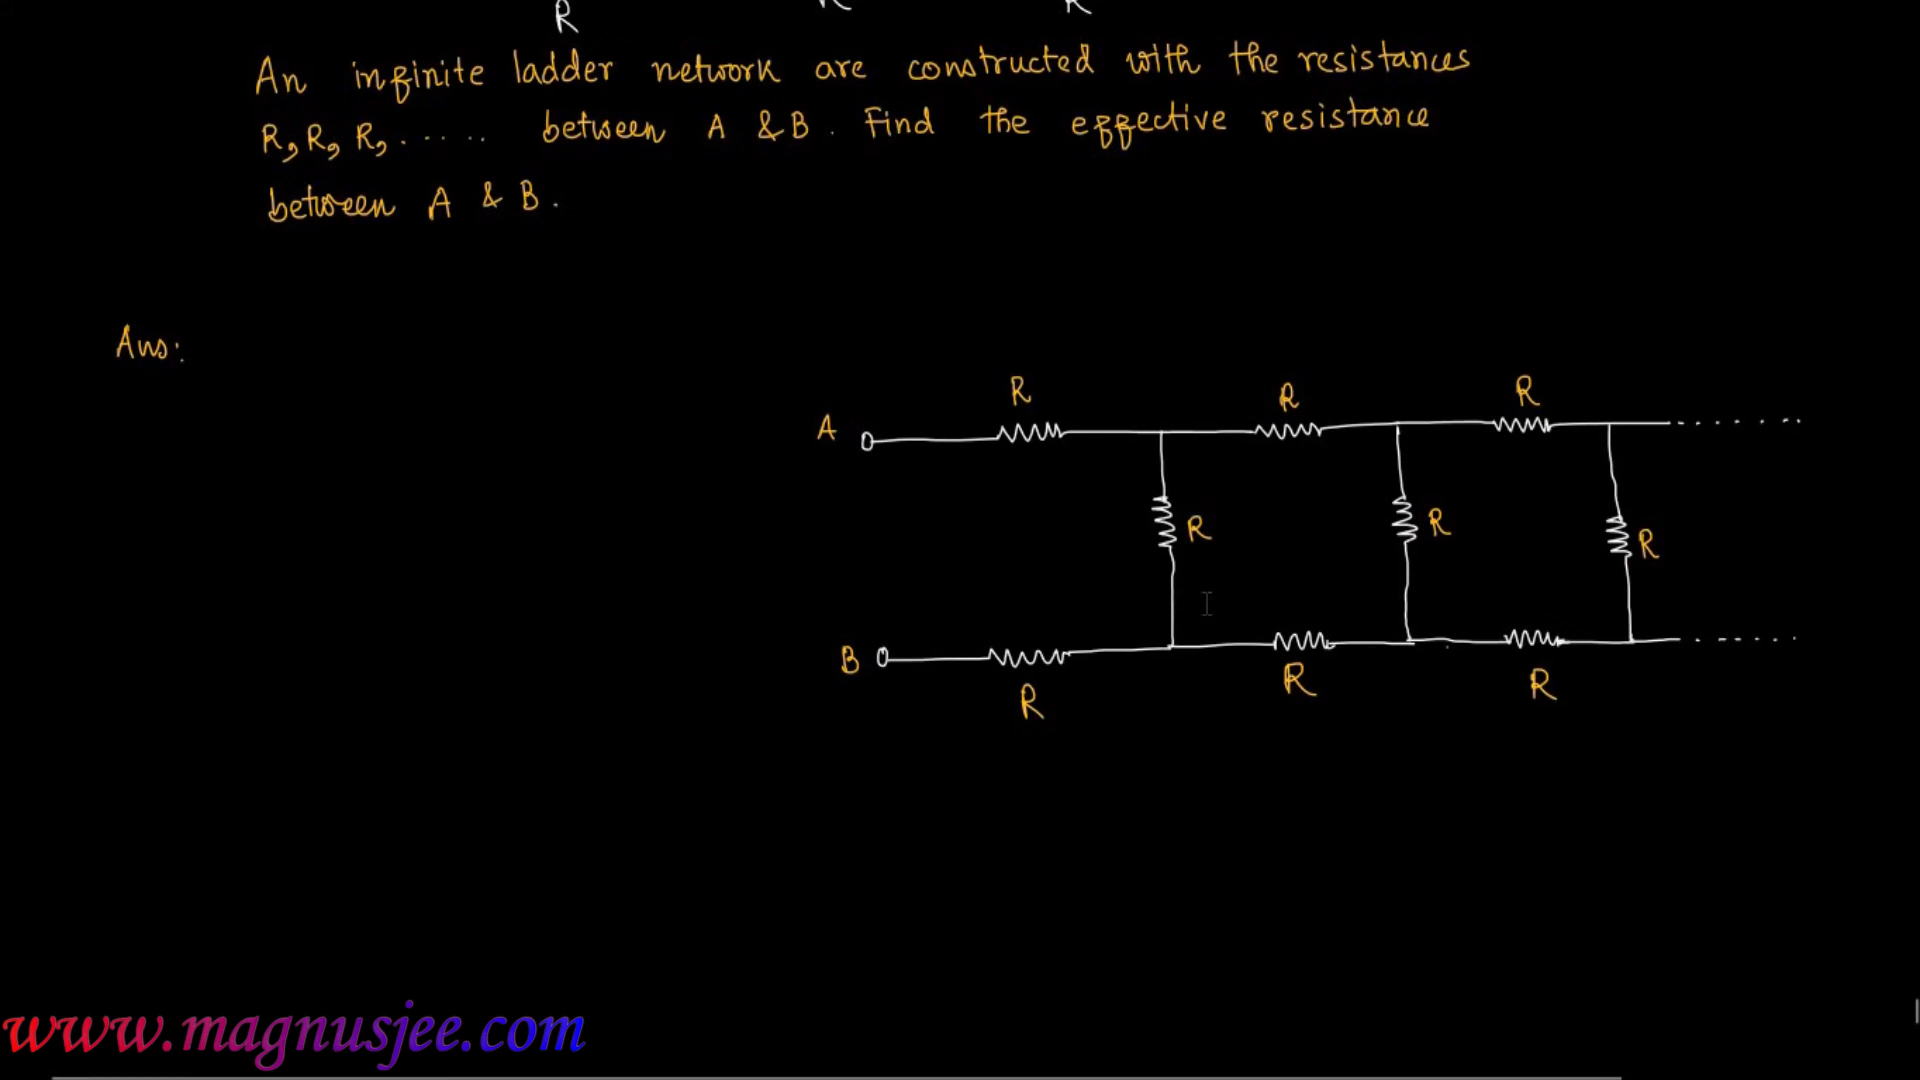 R R R
An infinite ladder network are constructed with the resistances
R, R, R, ..... between A & B. Find the effective resistance
between A & B.
Ans:
R R R
A
R R R
B
R R R
www.magnusjee.com